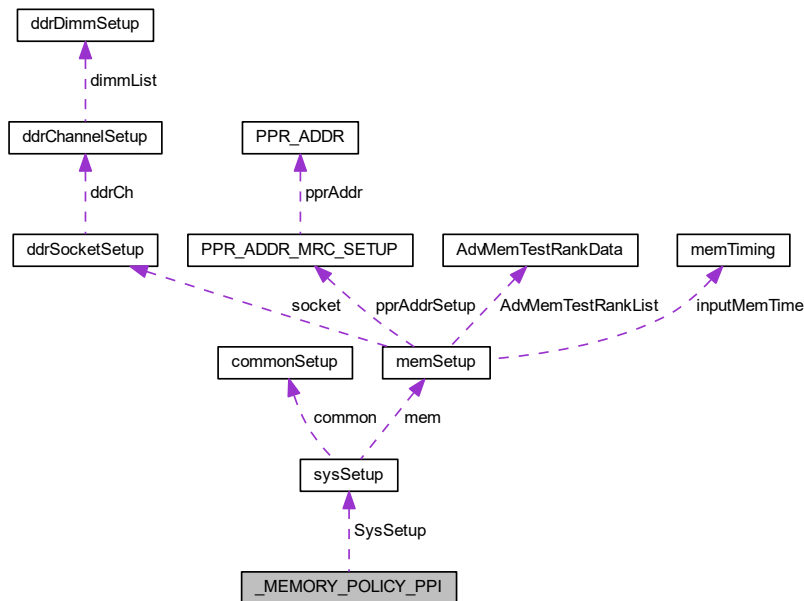 ddrDimmSetup
dimmList
ddrChannelSetup
PPR_ADDR
ddrCh
pprAddr
ddrSocketSetup
PPR_ADDR_MRC_SETUP
AdvMemTestRankData
memTiming
socket
pprAddrSetup
AdvMemTestRankList
inputMemTime
commonSetup
memSetup
common
mem
sysSetup
SysSetup
_MEMORY_POLICY_PPI